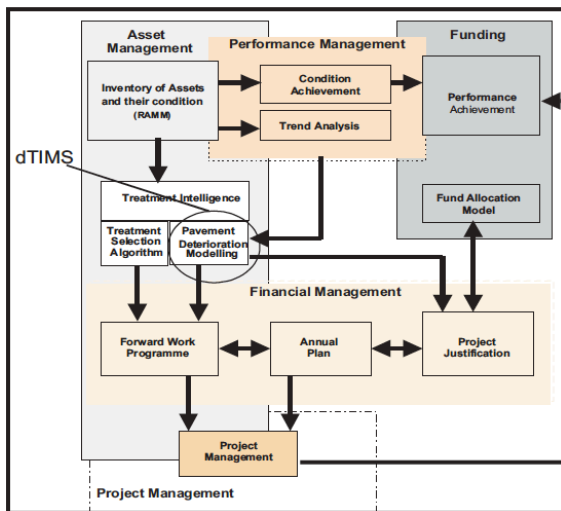 Asset
Management
Performance Management
Funding
Inventory of Assets
and their condition
(RAMM)
Condition
Achievement
Trend Analysis
Performance
Achievement
dTIMS
Treatment Intelligence
Treatment
Selection
Algorithm
Pavement
Deterioration
Modelling
Fund Allocation
Model
Financial Management
Forward Work
Programme
Annual
Plan
Project
Justification
Project
Management
Project Management